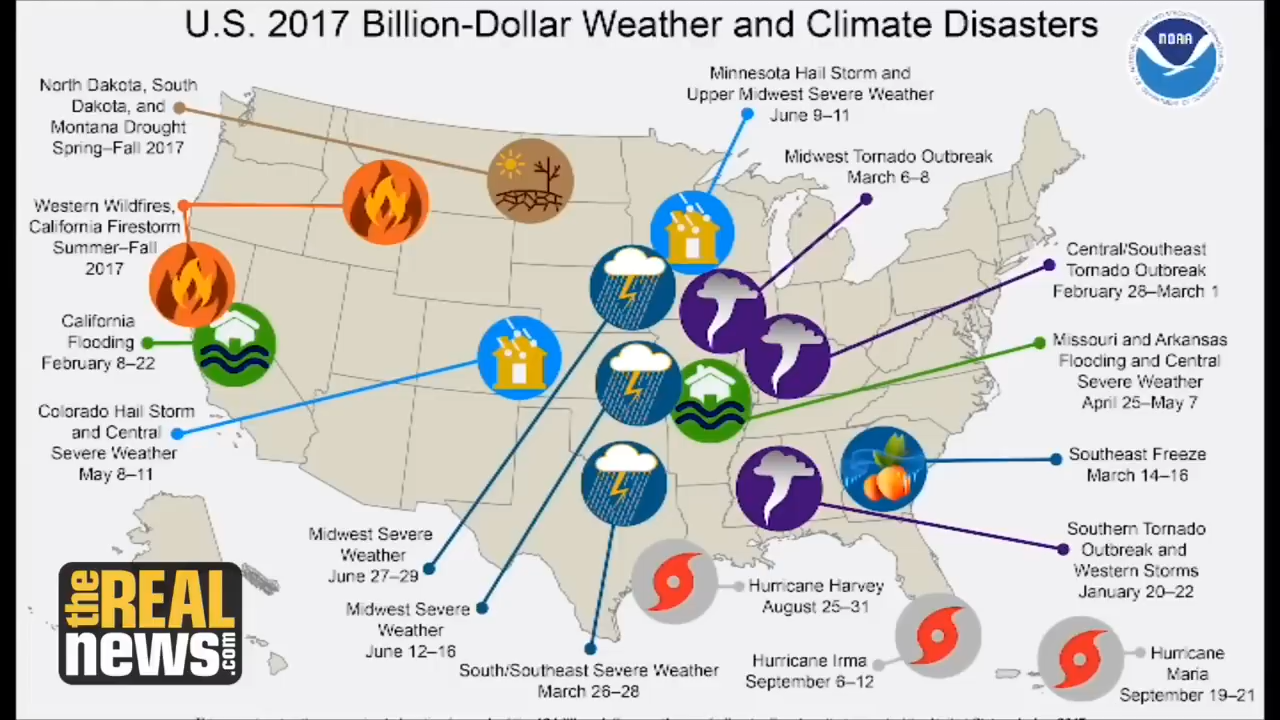 U.S. 2017 Billion-Dollar Weather and Climate Disasters
NOAA
North Dakota, South
Dakota, and
Montana Drought
Spring–Fall 2017
Minnesota Hail Storm and
Upper Midwest Severe Weather
June 9–11
Midwest Tornado Outbreak
March 6–8
Western Wildfires,
California Firestorm
Summer–Fall
2017
Central/Southeast
Tornado Outbreak
February 28–March 1
California
Flooding
February 8–22
Missouri and Arkansas
Flooding and Central
Severe Weather
April 25–May 7
Colorado Hail Storm
and Central
Severe Weather
May 8–11
Southeast Freeze
March 14–16
Southern Tornado
Outbreak and
Western Storms
January 20–22
Midwest Severe
Weather
June 27–29
Midwest Severe
Weather
June 12–16
South/Southeast Severe Weather
March 26–28
Hurricane Harvey
August 25–31
Hurricane Irma
September 6–12
Hurricane
Maria
September 19–21
the REAL
news.com